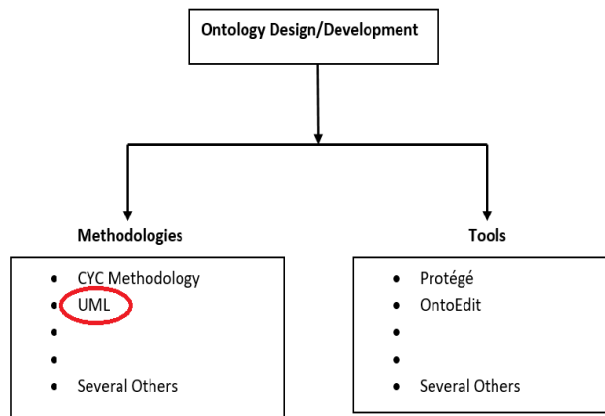 Ontology Design/Development
Methodologies
CYC Methodology
UML
Several Others
Tools
Protégé
OntoEdit
Several Others